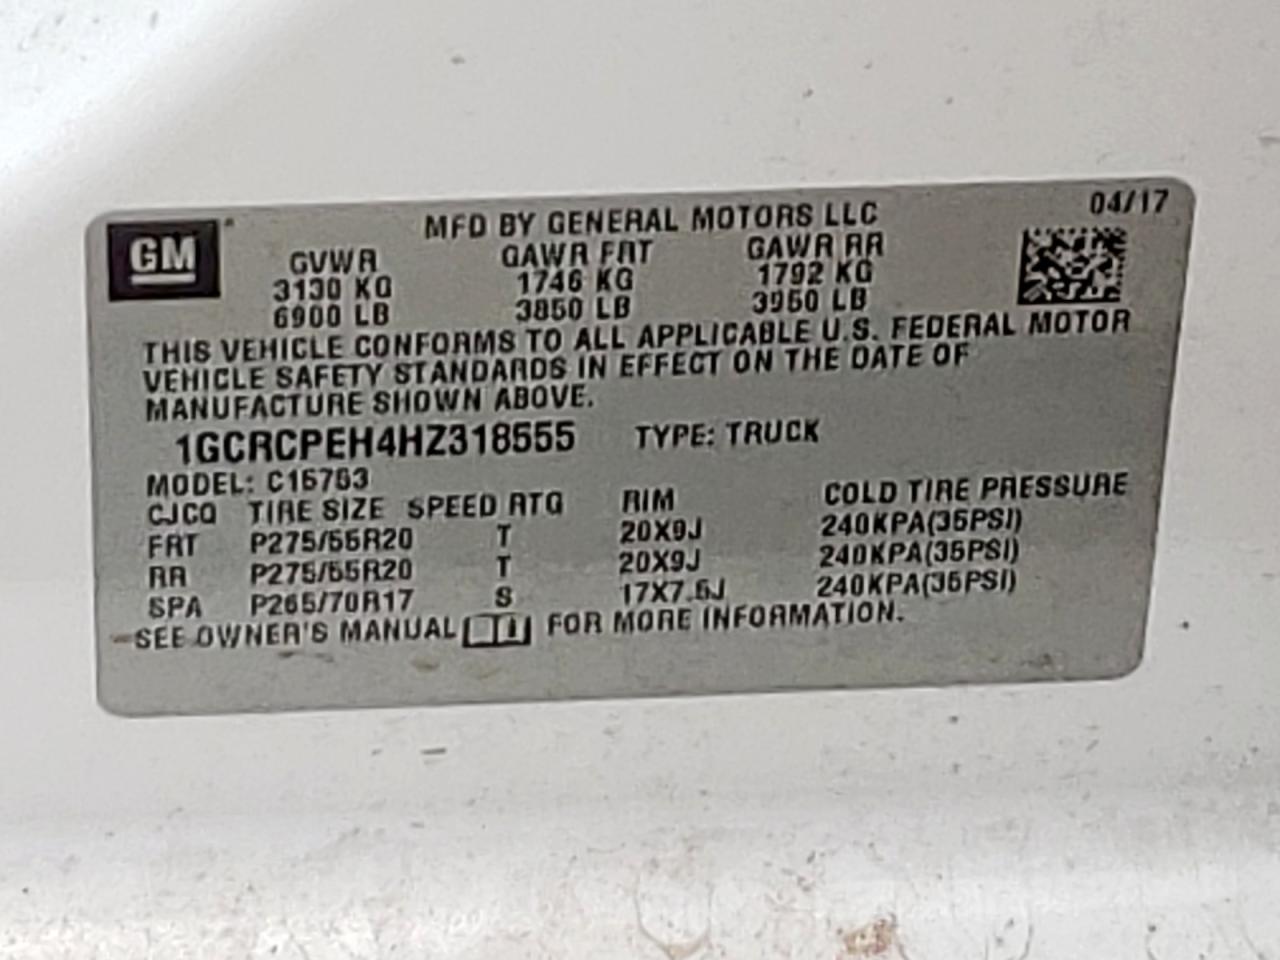 GM
MFD BY GENERAL MOTORS LLC 04/17
GVWR GAWR FRT GAWR RR
3130 KG 1746 KG 1792 KG
6900 LB 3850 LB 3950 LB
THIS VEHICLE CONFORMS TO ALL APPLICABLE U.S. FEDERAL MOTOR
VEHICLE SAFETY STANDARDS IN EFFECT ON THE DATE OF
MANUFACTURE SHOWN ABOVE.
1GCRCPEH4HZ318555 TYPE: TRUCK
MODEL: C15753
CJCQ TIRE SIZE SPEED RTG RIM COLD TIRE PRESSURE
FRT P275/55R20 T 20X9J 240KPA(35PSI)
RR P275/55R20 T 20X9J 240KPA(35PSI)
SPA P265/70R17 S 17X7.5J 240KPA(35PSI)
SEE OWNER'S MANUAL FOR MORE INFORMATION.